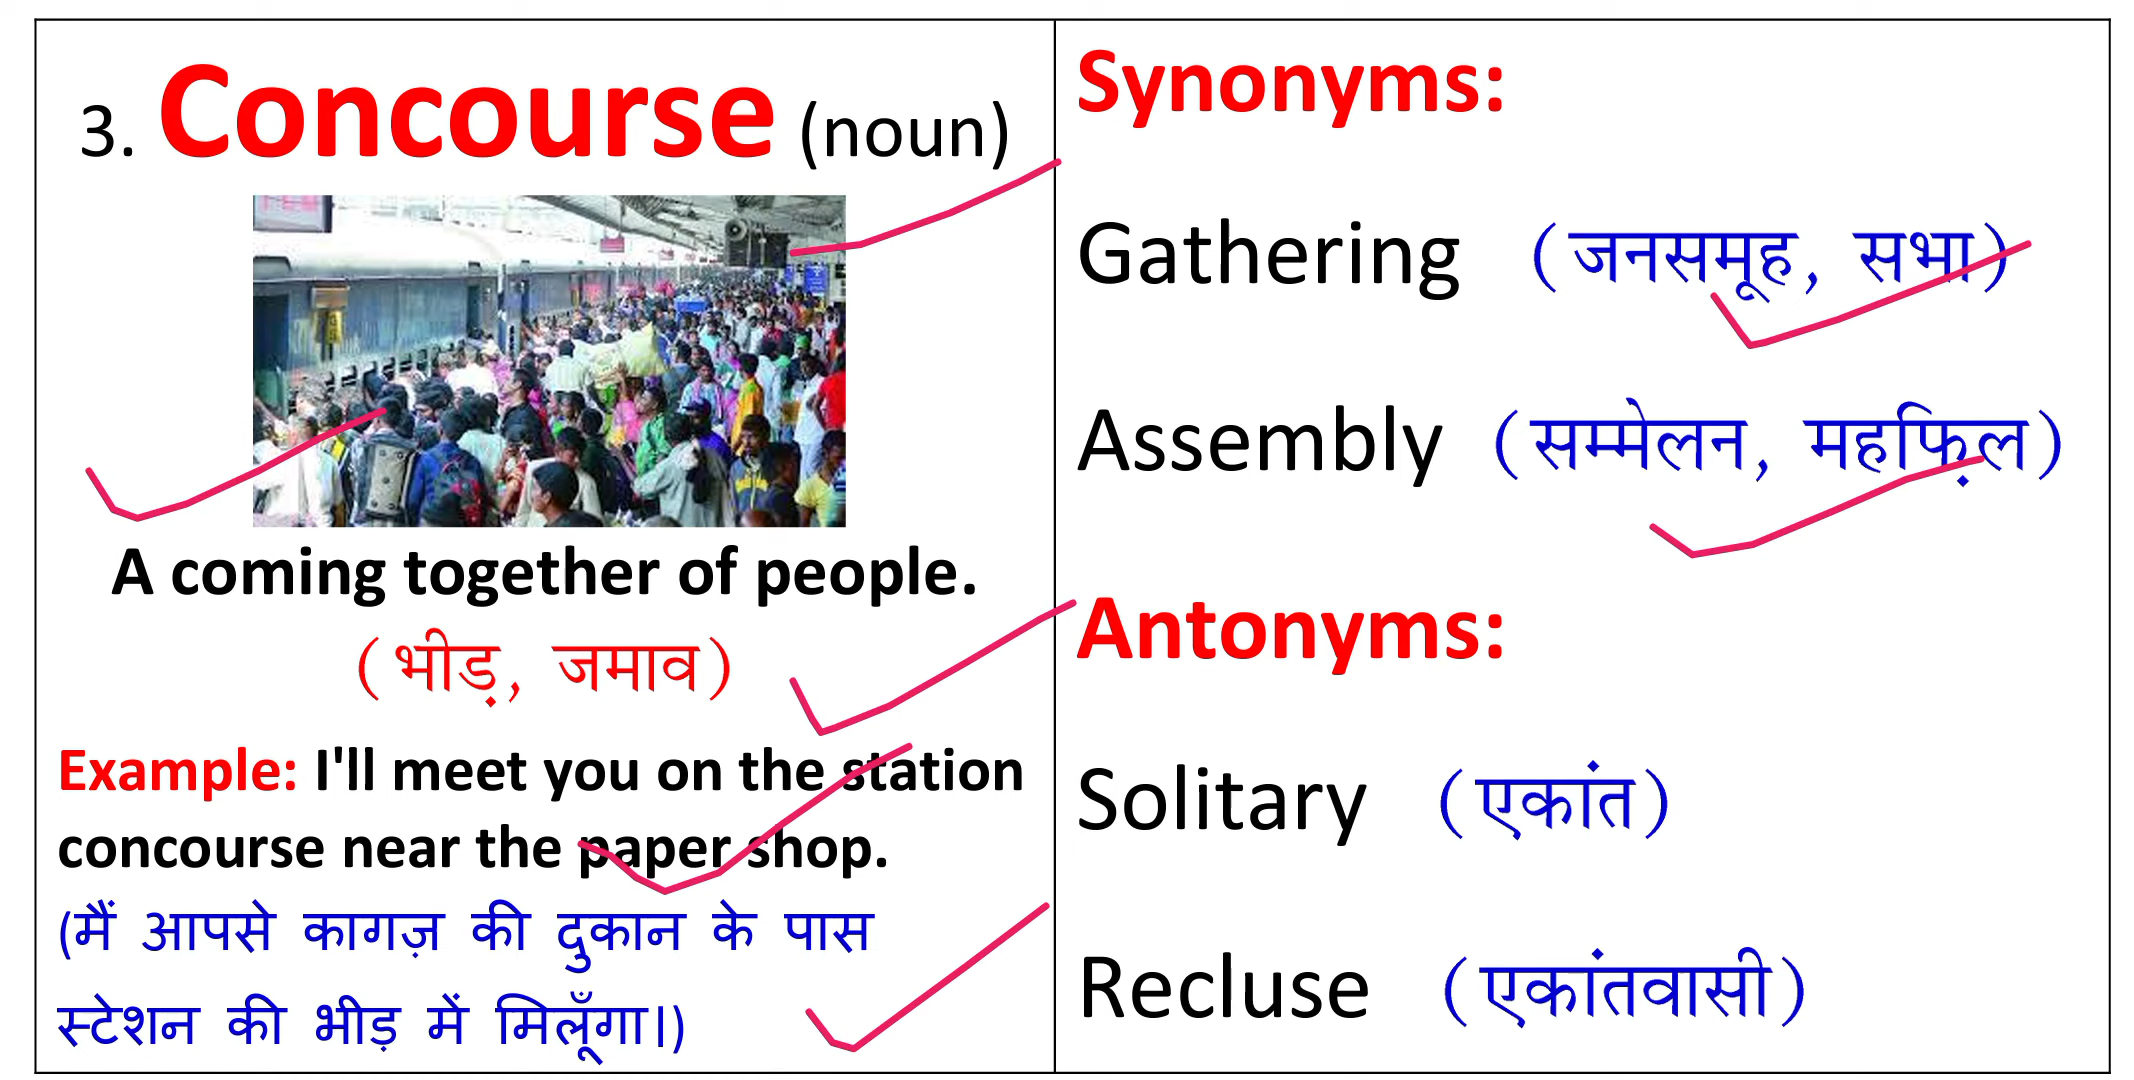 3. Concourse (noun)
A coming together of people.
(भीड़, जमाव)
Example: I'll meet you on the station
concourse near the paper shop.
(मैं आपसे कागज़ की दुकान के पास
स्टेशन की भीड़ में मिलूँगा।)
Synonyms:
Gathering (जनसमूह, सभा)
Assembly (सम्मेलन, महफ़िल)
Antonyms:
Solitary (एकांत)
Recluse (एकांतवासी)